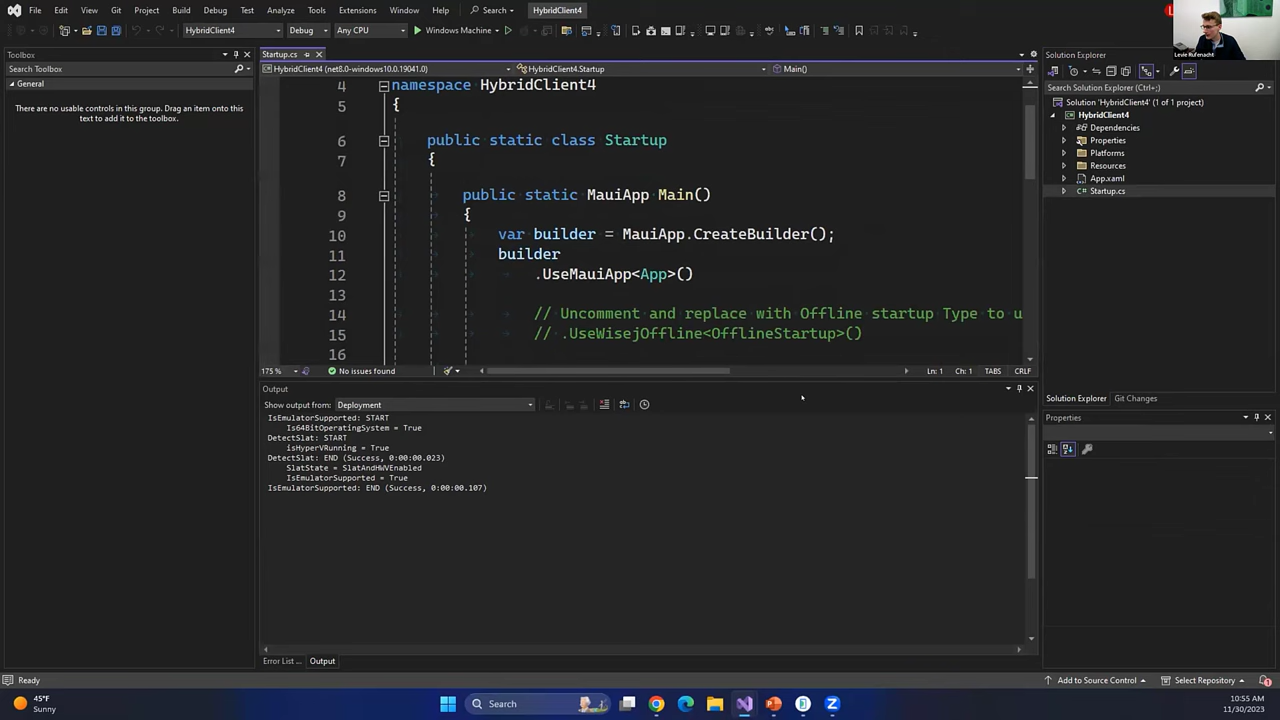 File Edit View Git Project Build Debug Test Analyze Tools Extensions Window Help Search HybridClient4
HybridClient4 Debug Any CPU Windows Machine
Levie Rufenacht
Toolbox
Search Toolbox
General
There are no usable controls in this group. Drag an item onto this
text to add it to the toolbox.
Startup.cs
HybridClient4 (net8.0-windows10.0.19041.0) HybridClient4.Startup Main()
4 namespace HybridClient4
5 {
6 public static class Startup
7 {
8 public static MauiApp Main()
9 {
10 var builder = MauiApp.CreateBuilder();
11 builder
12 .UseMauiApp<App>()
13
14 // Uncomment and replace with Offline startup Type to u
15 // .UseWisejOffline<OfflineStartup>()
16
175 % No issues found Ln: 1 Ch: 1 TABS CRLF
Output
Show output from: Deployment
IsEmulatorSupported: START
Is64BitOperatingSystem = True
DetectSlat: START
isHyperVRunning = True
DetectSlat: END (Success, 0:00:00.023)
SlatState = SlatAndHWVEnabled
IsEmulatorSupported = True
IsEmulatorSupported: END (Success, 0:00:00.107)
Error List ... Output
Solution Explorer
Search Solution Explorer (Ctrl+;)
Solution 'HybridClient4' (1 of 1 project)
HybridClient4
Dependencies
Properties
Platforms
Resources
App.xaml
C# Startup.cs
Solution Explorer Git Changes
Properties
Ready Add to Source Control Select Repository
45°F
Sunny
Search
10:55 AM
11/30/2023